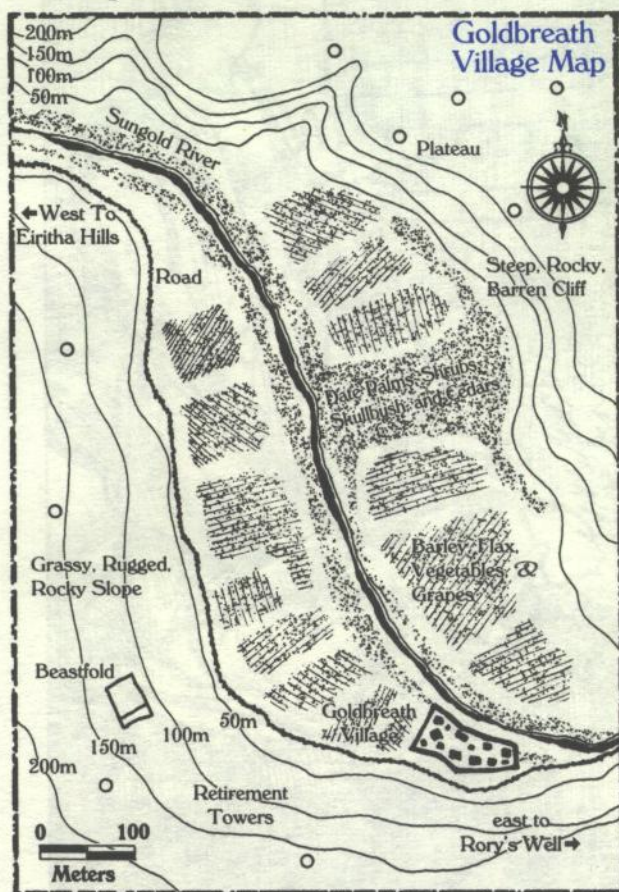 Goldbreath
Village Map
200m
150m
100m
50m
Sungold River
Plateau
N
←West To
Eiritha Hills
Road
Steep, Rocky,
Barren Cliff
Date Palms, Shrubs,
Skullbush, and Cedars
Barley, Flax,
Vegetables, &
Grapes
Grassy, Rugged,
Rocky Slope
Beastfold
Goldbreath
Village
50m
100m
150m
200m
Retirement
Towers
east to
Rory's Well→
0 100
Meters